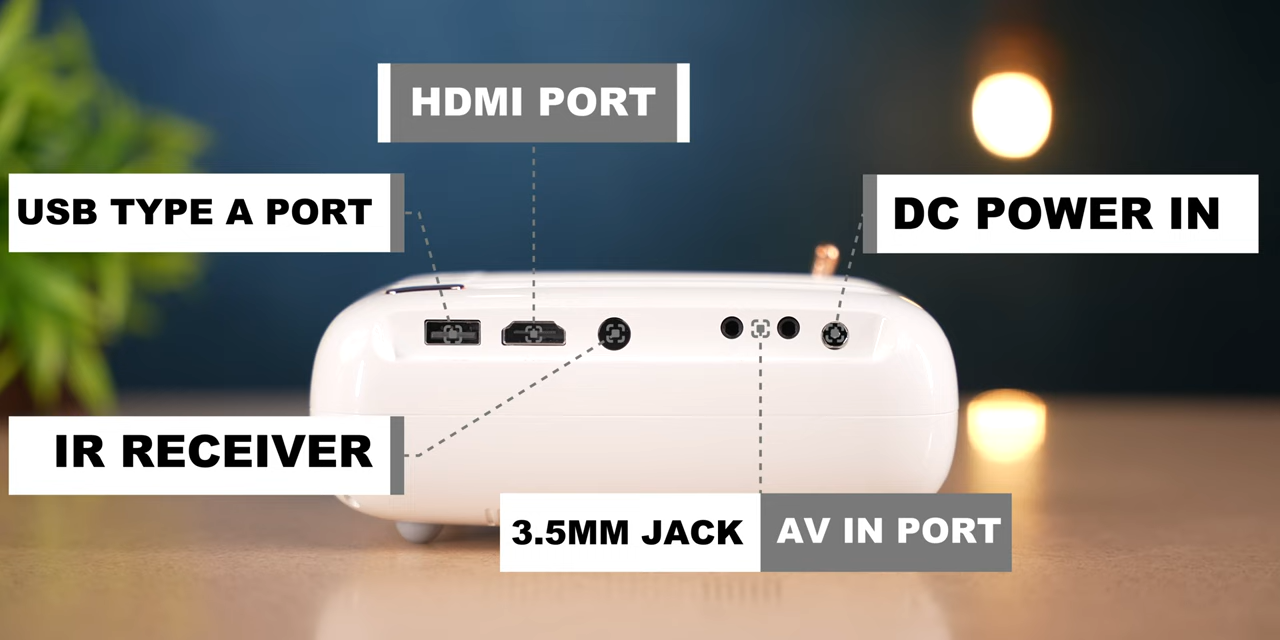 HDMI PORT
USB TYPE A PORT
DC POWER IN
IR RECEIVER
3.5MM JACK
AV IN PORT